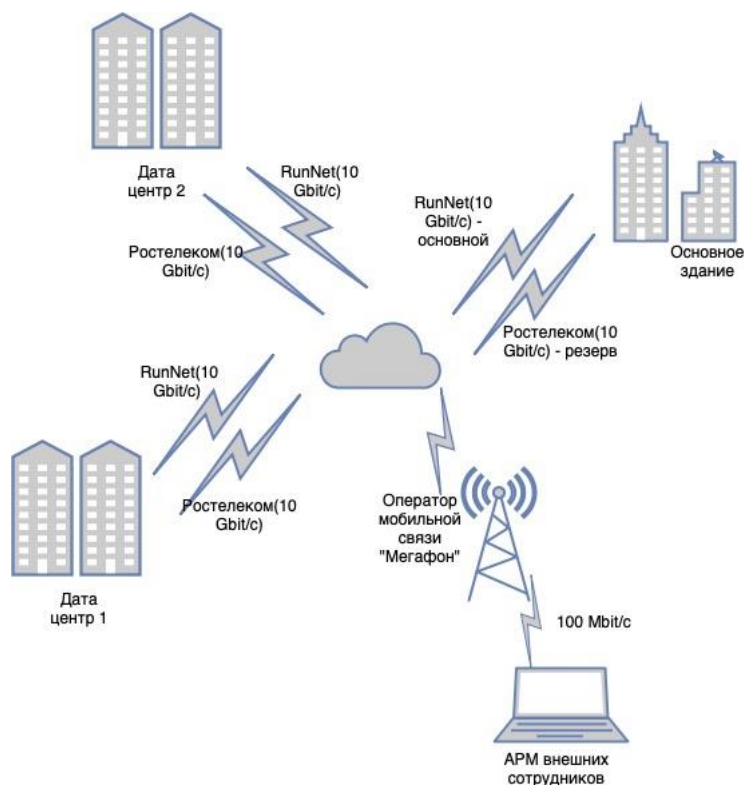 Дата
центр 2
RunNet(10
Gbit/c)
Ростелеком(10
Gbit/c)
RunNet(10
Gbit/c) -
основной
Основное
здание
Ростелеком(10
Gbit/c) - резерв
RunNet(10
Gbit/c)
Ростелеком(10
Gbit/c)
Дата
центр 1
Оператор
мобильной
связи
"Мегафон"
100 Mbit/c
АРМ внешних
сотрудников